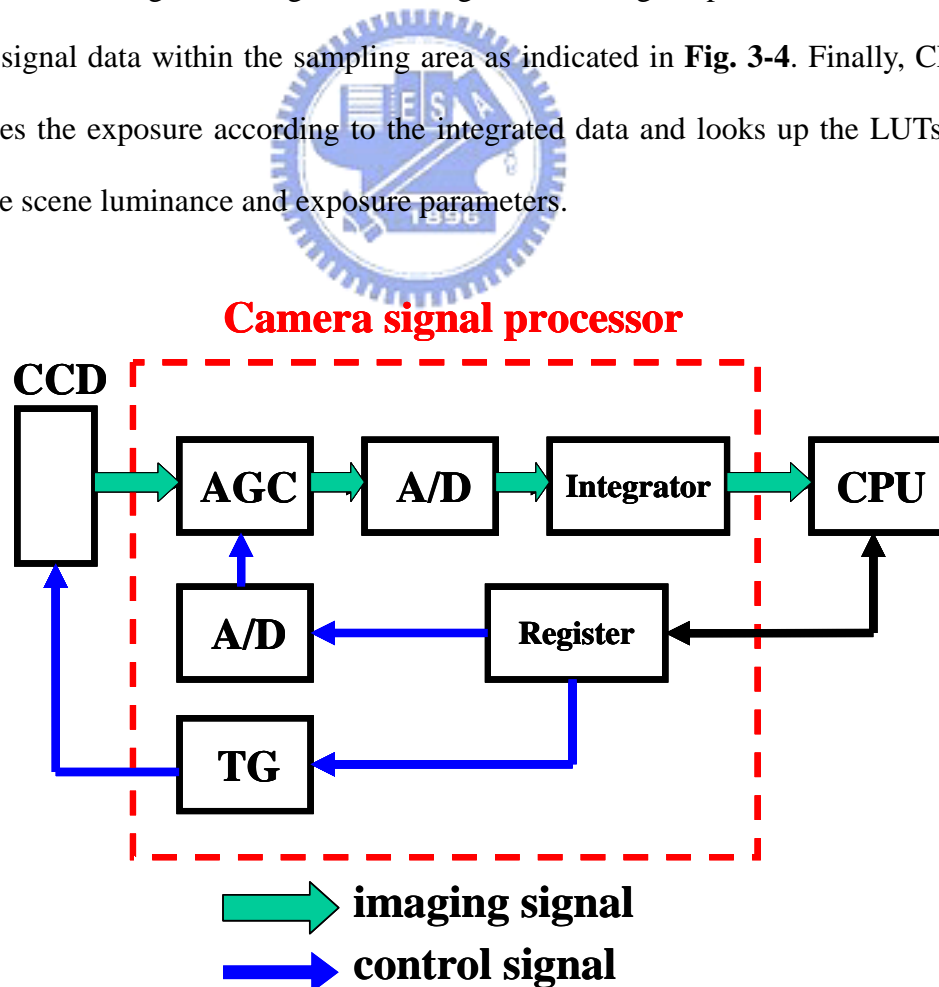 signal data within the sampling area as indicated in Fig. 3-4. Finally,
es the exposure according to the integrated data and looks up the LUTs
e scene luminance and exposure parameters.
E S A
1896
Camera signal processor
CCD
AGC
A/D
Integrator
CPU
A/D
Register
TG
imaging signal
control signal